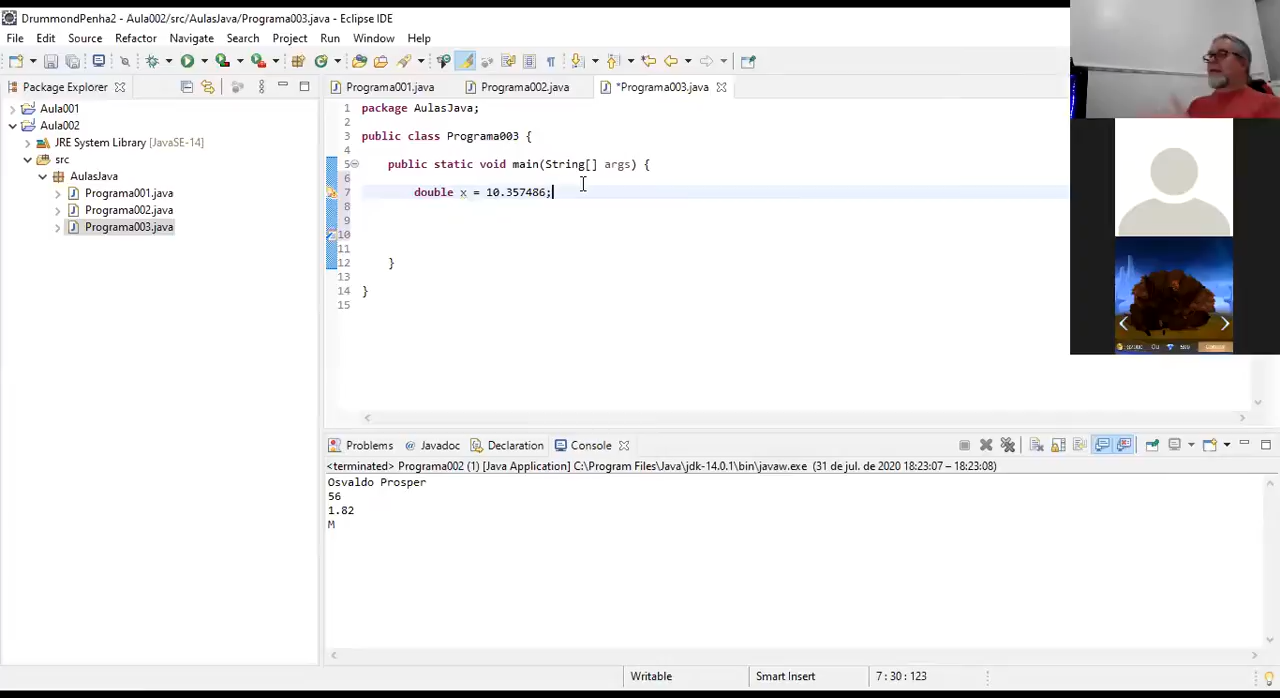 DrummondPenha2 - Aula002/src/AulasJava/Programa003.java - Eclipse IDE
File Edit Source Refactor Navigate Search Project Run Window Help
Package Explorer
Aula001
Aula002
JRE System Library [JavaSE-14]
src
AulasJava
Programa001.java
Programa002.java
Programa003.java
Programa001.java Programa002.java *Programa003.java
1 package AulasJava;
2
3 public class Programa003 {
4
5 public static void main(String[] args) {
6
7 double x = 10.357486;
8
9
10
11
12 }
13
14 }
15
Problems Javadoc Declaration Console
<terminated> Programa002 (1) [Java Application] C:\Program Files\Java\jdk-14.0.1\bin\javaw.exe (31 de jul. de 2020 18:23:07 – 18:23:08)
Osvaldo Prosper
56
1.82
M
Writable Smart Insert 7 : 30 : 123